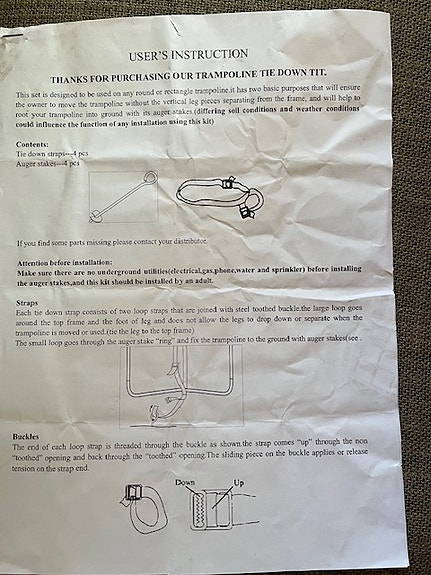 USER'S INSTRUCTION
THANKS FOR PURCHASING OUR TRAMPOLINE TIE DOWN TIT.
This set is designed to be used on any round or rectangle trampoline.it has two basic purposes that will ensure
the owner to move the trampoline without the vertical leg pieces separating from the frame, and will help to
root your trampoline into ground with its auger stakes.(differing soil conditions and weather conditions
could influence the function of any installation using this kit)
Contents:
Tie down straps---4 pcs
Auger stakes---4 pcs
If you find some parts missing please contact your distributor.
Attention before installation:
Make sure there are no underground utilities(electrical,gas,phone,water and sprinkler) before installing
the auger stakes,and this kit should be installed by an adult.
Straps
Each tie down strap consists of two loop straps that are joined with steel toothed buckle.the large loop goes
around the top frame and the foot of leg and does not allow the legs to drop down or separate when the
trampoline is moved or used.(tie the leg to the top frame)
The small loop goes through the auger stake "ring" and fix the trampoline to the ground with auger stakes(see .
Buckles
The end of each loop strap is threaded through the buckle as shown.the strap comes "up" through the non
"toothed" opening and back through the "toothed" opening.The sliding piece on the buckle applies or release
tension on the strap end.
Down Up